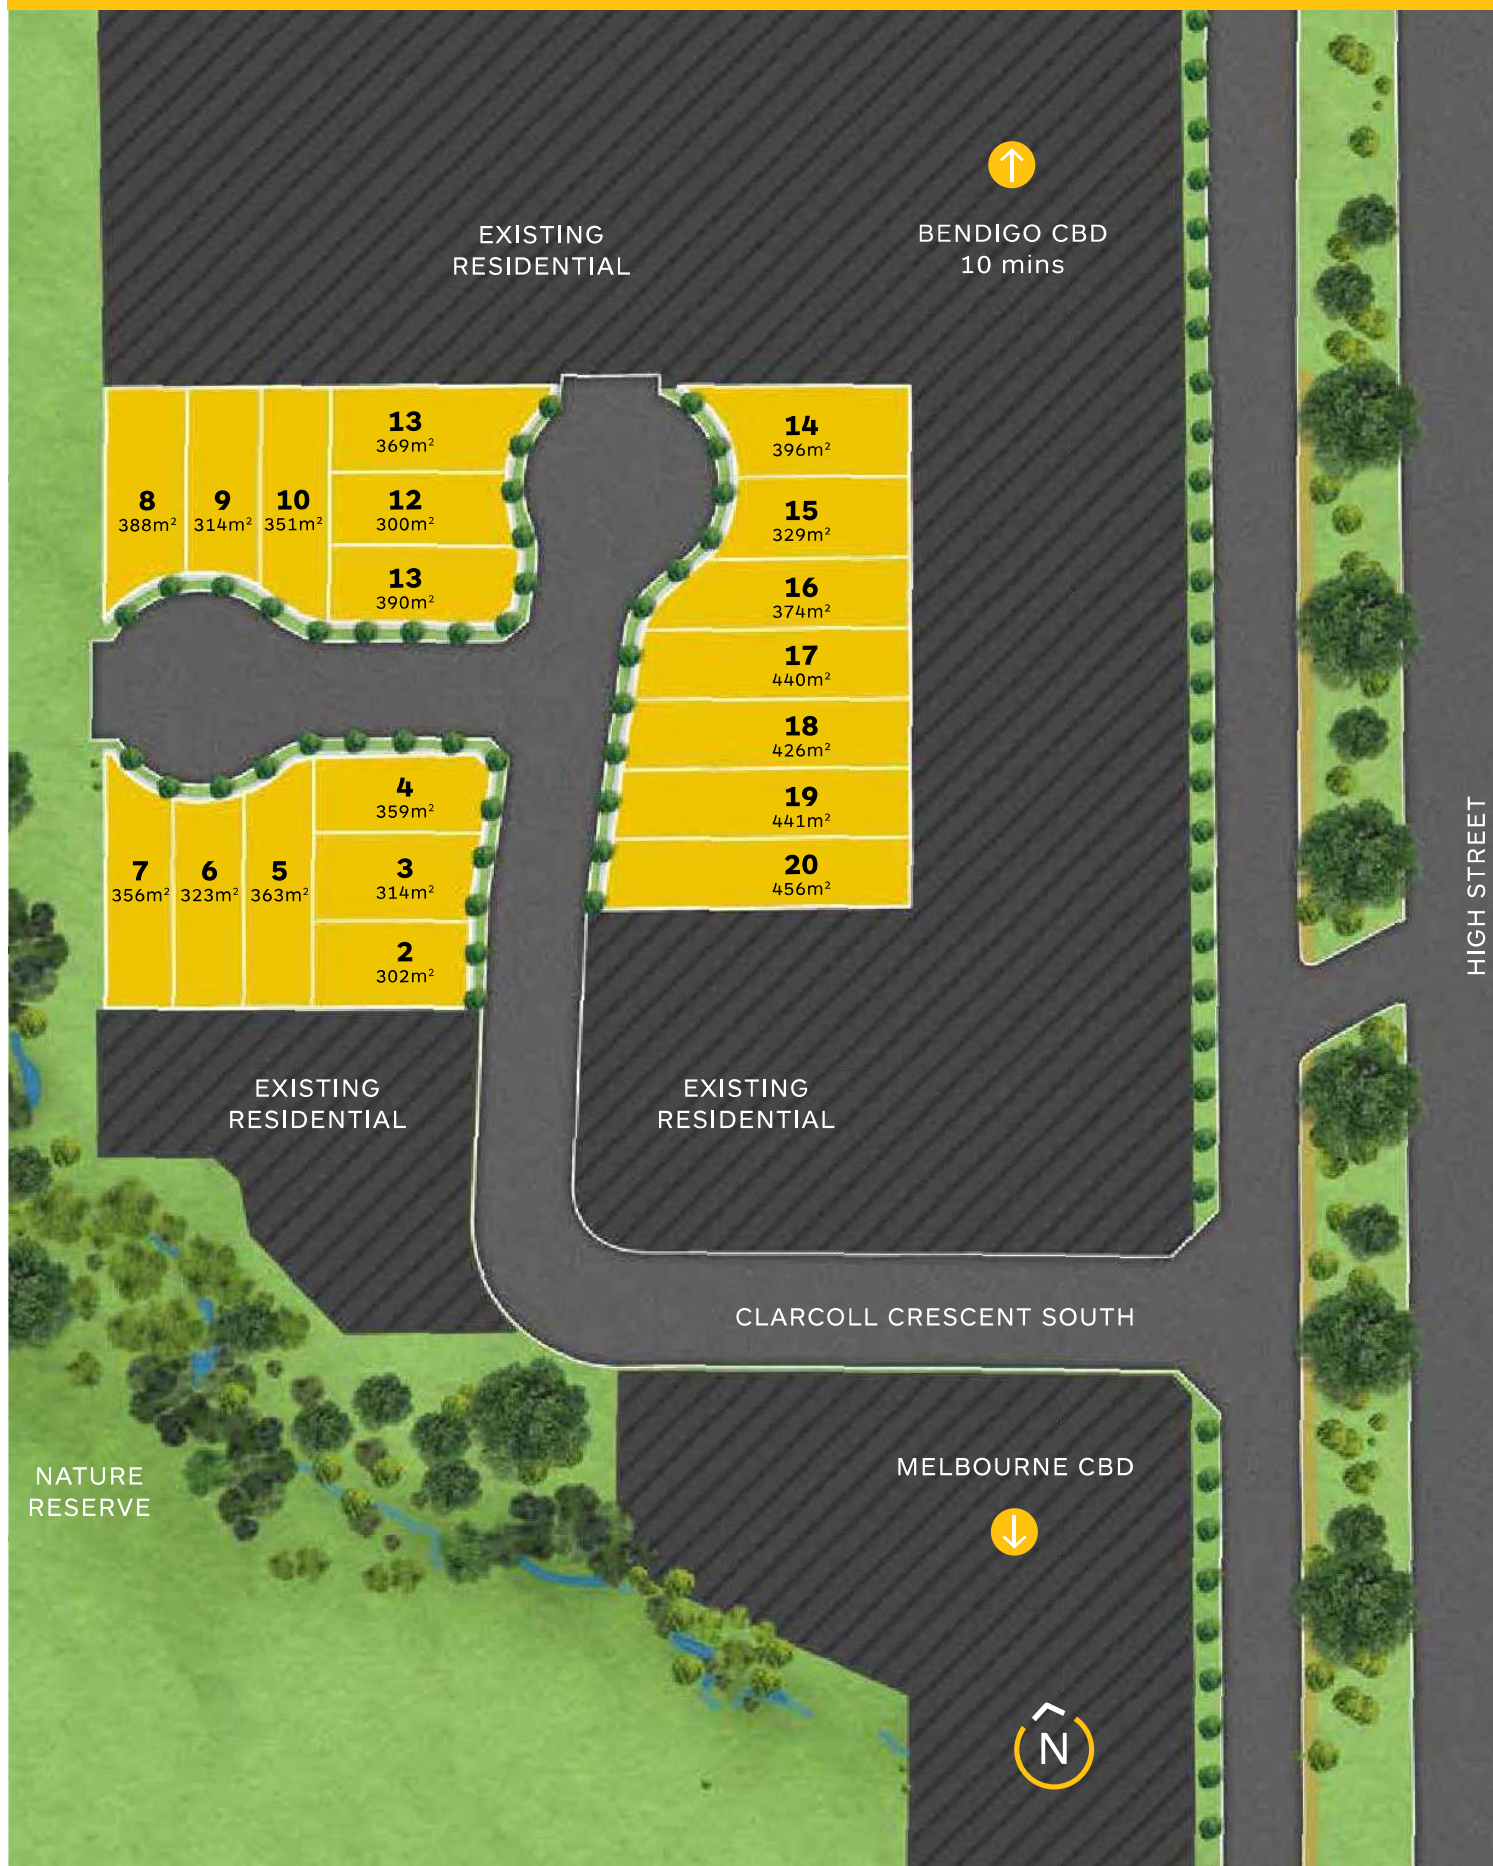 EXISTING
RESIDENTIAL
BENDIGO CBD
10 mins
13
369m²
14
396m²
8
388m²
9
314m²
10
351m²
12
300m²
15
329m²
13
390m²
16
374m²
17
440m²
18
426m²
4
359m²
19
441m²
7
356m²
6
323m²
5
363m²
3
314m²
20
456m²
2
302m²
HIGH STREET
EXISTING
RESIDENTIAL
EXISTING
RESIDENTIAL
CLARCOLL CRESCENT SOUTH
NATURE
RESERVE
MELBOURNE CBD
N